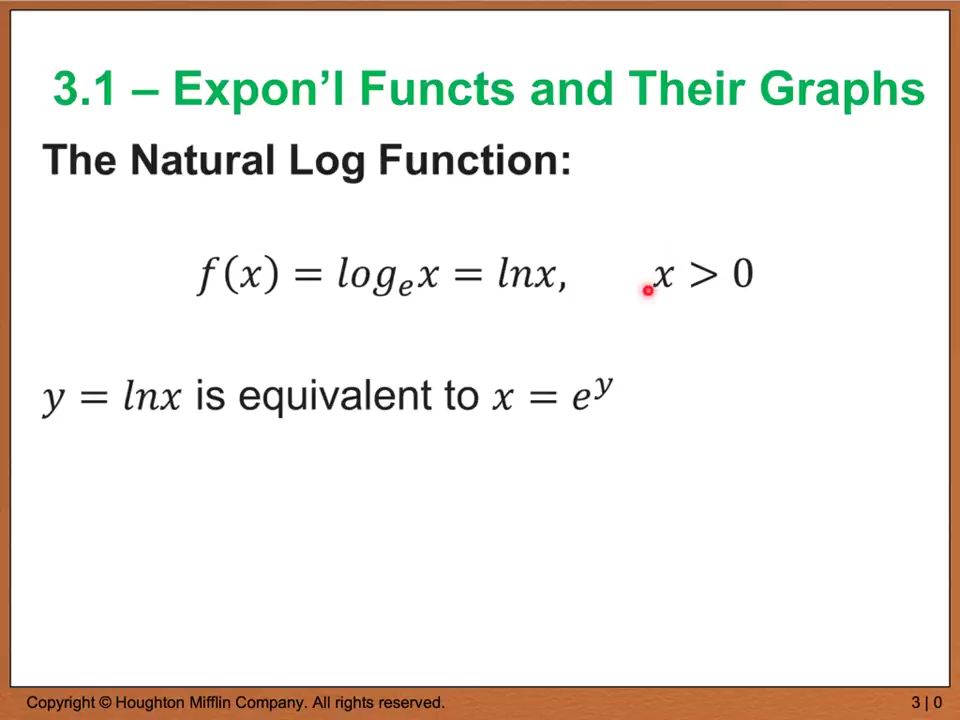 3.1 – Expon’l Functs and Their Graphs
The Natural Log Function:
f(x) = logₑx = lnx, x > 0
y = lnx is equivalent to x = eʸ
Copyright © Houghton Mifflin Company. All rights reserved. 3 | 0